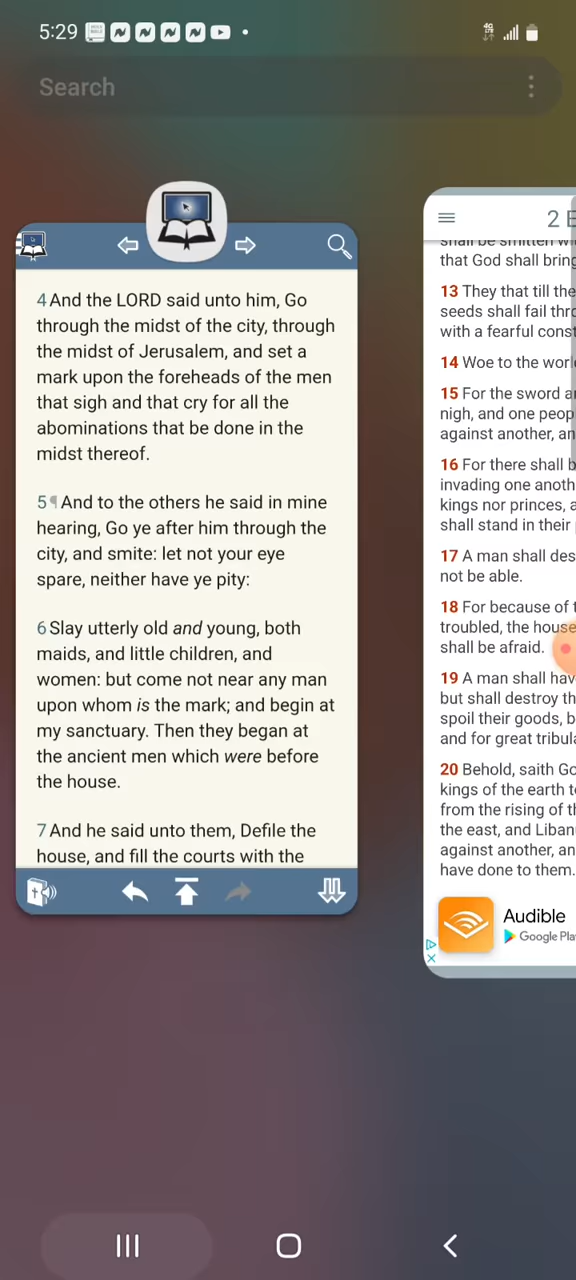 5:29
4G
LTE
Search
4 And the LORD said unto him, Go
through the midst of the city, through
the midst of Jerusalem, and set a
mark upon the foreheads of the men
that sigh and that cry for all the
abominations that be done in the
midst thereof.
5 ¶ And to the others he said in mine
hearing, Go ye after him through the
city, and smite: let not your eye
spare, neither have ye pity:
6 Slay utterly old and young, both
maids, and little children, and
women: but come not near any man
upon whom is the mark; and begin at
my sanctuary. Then they began at
the ancient men which were before
the house.
7 And he said unto them, Defile the
house, and fill the courts with the
2 E
shall be smitten wi
that God shall bring
13 They that till the
seeds shall fail thro
with a fearful const
14 Woe to the worl
15 For the sword a
nigh, and one peop
against another, an
16 For there shall b
invading one anoth
kings nor princes, a
shall stand in their
17 A man shall des
not be able.
18 For because of t
troubled, the house
shall be afraid.
19 A man shall hav
but shall destroy th
spoil their goods, b
and for great tribula
20 Behold, saith Go
kings of the earth t
from the rising of th
the east, and Liban
against another, an
have done to them.
Audible
Google Pla